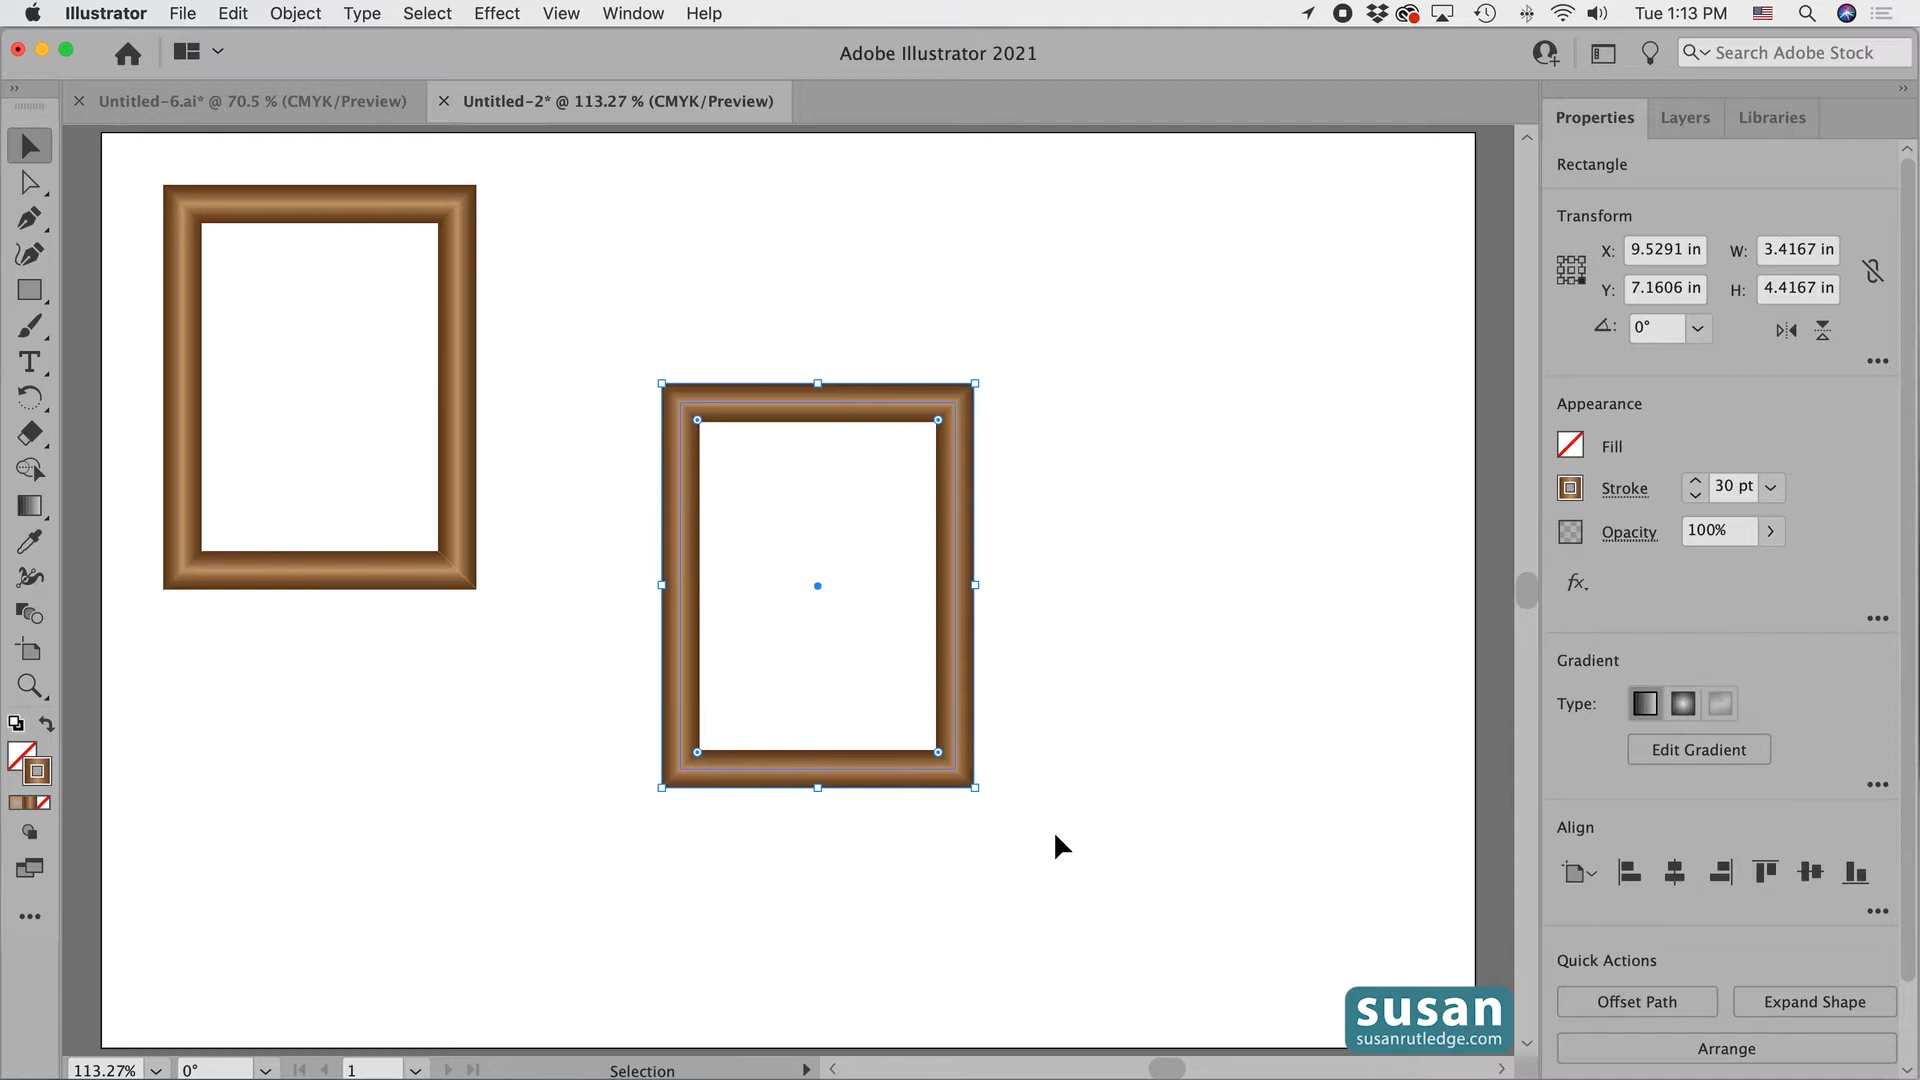 Illustrator File Edit Object Type Select Effect View Window Help
Tue 1:13 PM
Adobe Illustrator 2021
Search Adobe Stock
Untitled-6.ai* @ 70.5 % (CMYK/Preview)
Untitled-2* @ 113.27 % (CMYK/Preview)
Properties Layers Libraries
Rectangle
Transform
X: 9.5291 in W: 3.4167 in
Y: 7.1606 in H: 4.4167 in
0°
Appearance
Fill
Stroke 30 pt
Opacity 100%
fx.
Gradient
Type:
Edit Gradient
Align
Quick Actions
Offset Path Expand Shape
Arrange
susan
susanrutledge.com
113.27% 0° 1 Selection